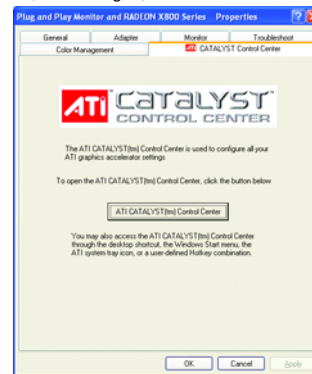 Plug and Play Monitor and RADEON X800 Series Properties
General Adapter Monitor Troubleshoot
Color Management ATI CATALYST Control Center
ATI CATALYST
CONTROL CENTER
The ATI CATALYST(tm) Control Center is used to configure all your
ATI graphics accelerator settings
To open the ATI CATALYST(tm) Control Center, click the button below
ATI CATALYST(tm) Control Center
You may also access the ATI CATALYST(tm) Control Center
through the desktop shortcut, the Windows Start menu, the
ATI system tray icon, or a user-defined Hotkey combination.
OK Cancel Apply